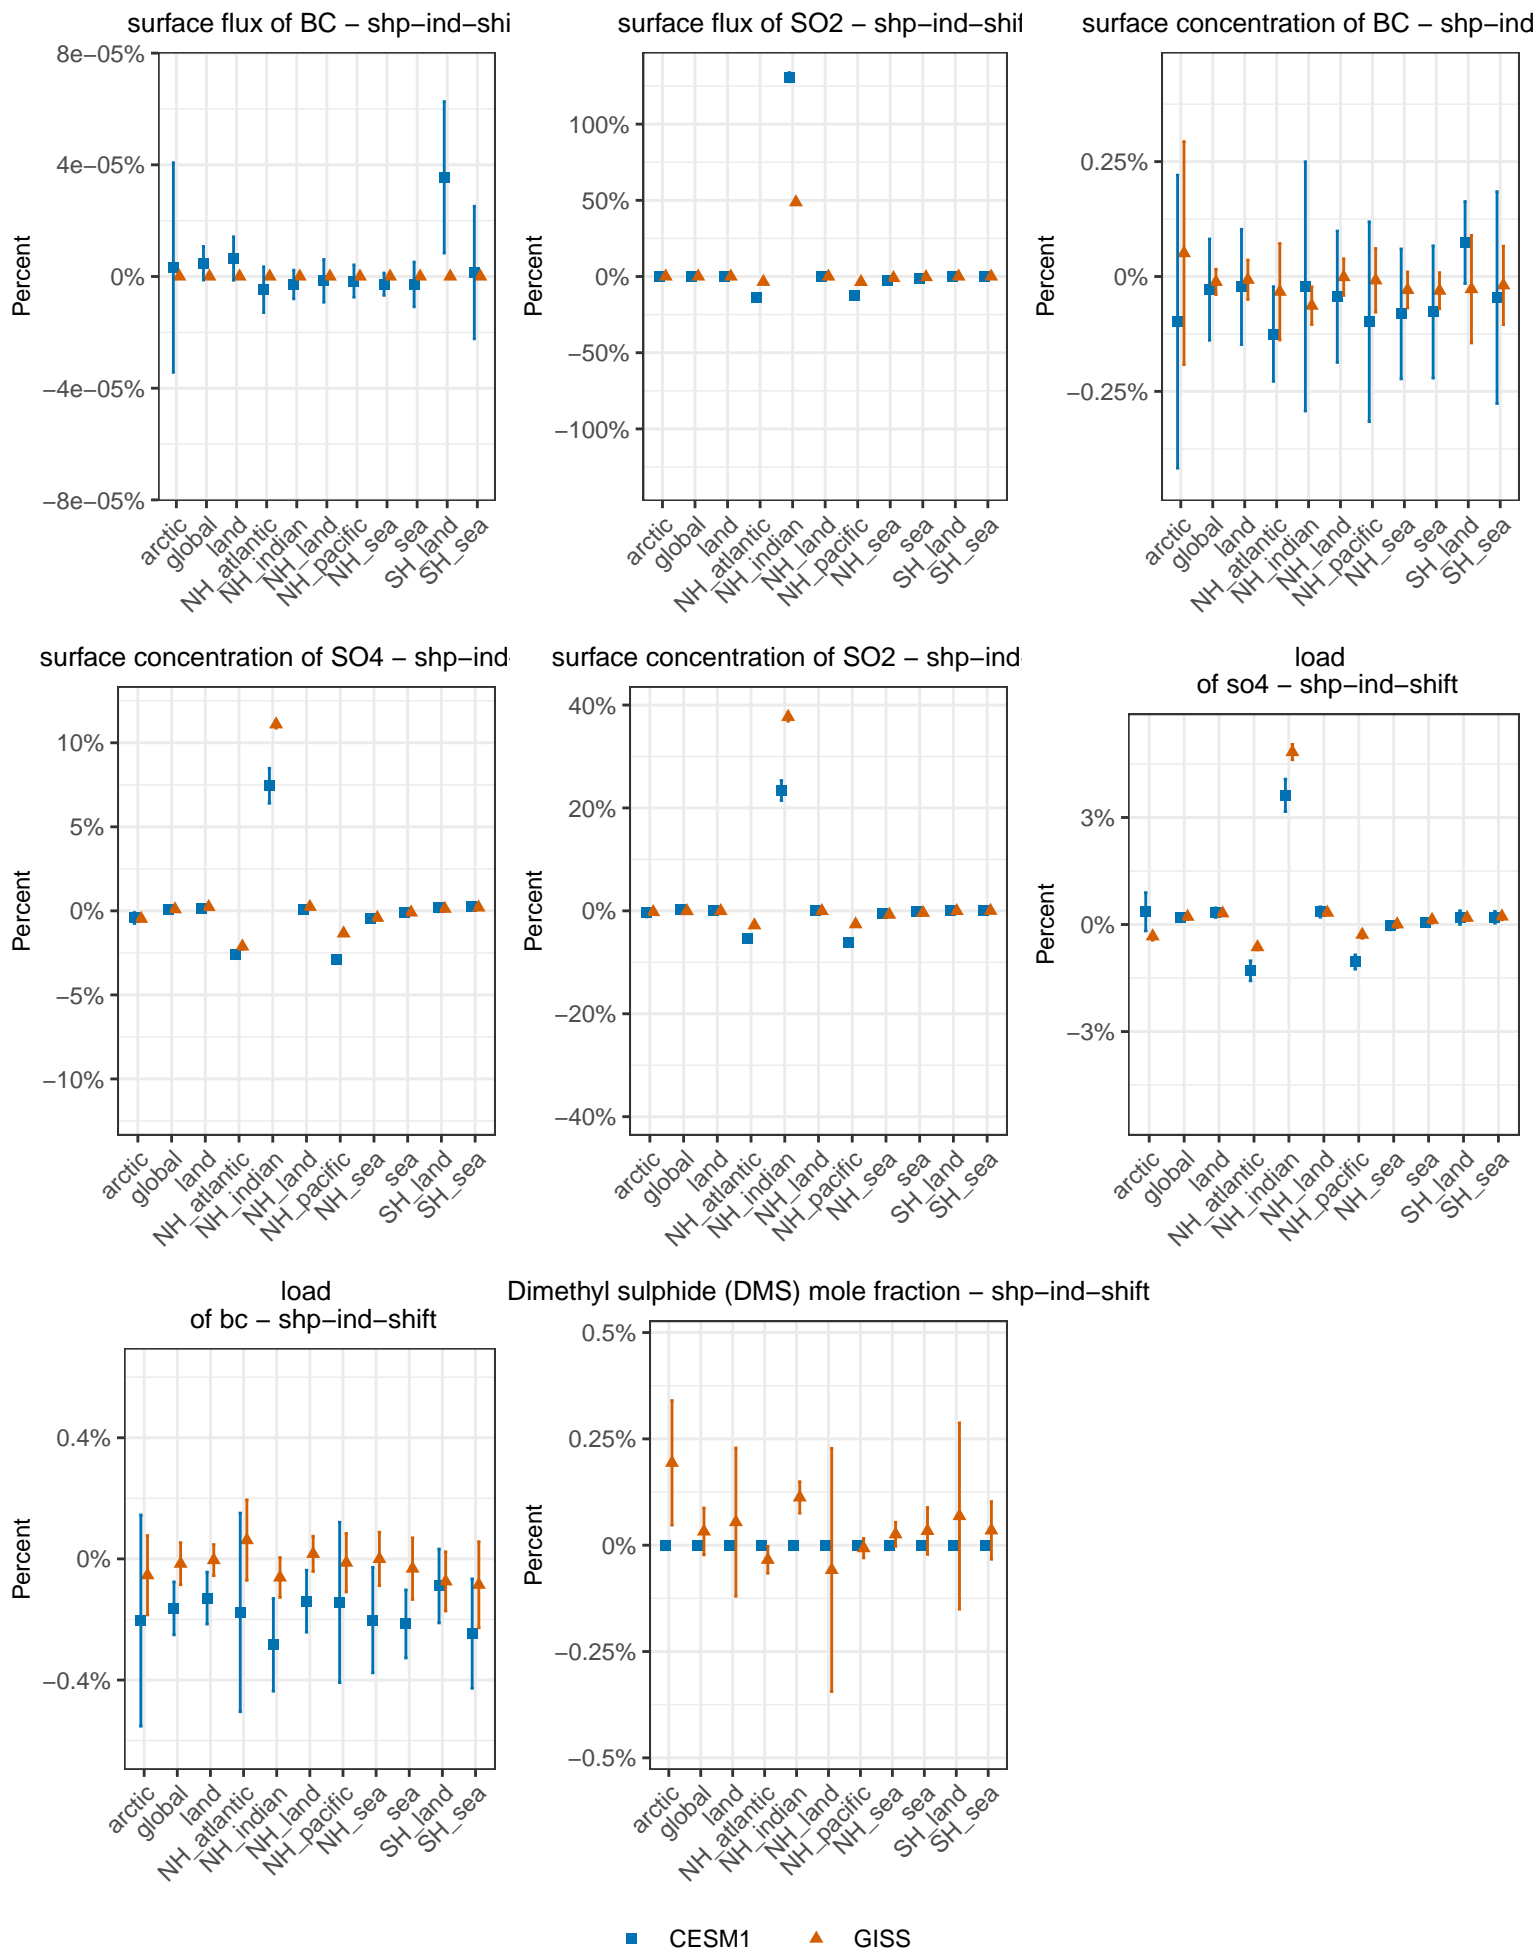 surface flux of BC − shp−ind−shi
8e−05%
4e−05%
0%
−4e−05%
−8e−05%
Percent
arctic
global
land
NH_atlantic
NH_indian
NH_land
NH_pacific
NH_sea
sea
SH_land
SH_sea
surface flux of SO2 − shp−ind−shif
100%
50%
0%
−50%
−100%
Percent
arctic
global
land
NH_atlantic
NH_indian
NH_land
NH_pacific
NH_sea
sea
SH_land
SH_sea
surface concentration of BC − shp−ind
0.25%
0%
−0.25%
Percent
arctic
global
land
NH_atlantic
NH_indian
NH_land
NH_pacific
NH_sea
sea
SH_land
SH_sea
surface concentration of SO4 − shp−ind−
10%
5%
0%
−5%
−10%
Percent
arctic
global
land
NH_atlantic
NH_indian
NH_land
NH_pacific
NH_sea
sea
SH_land
SH_sea
surface concentration of SO2 − shp−ind−
40%
20%
0%
−20%
−40%
Percent
arctic
global
land
NH_atlantic
NH_indian
NH_land
NH_pacific
NH_sea
sea
SH_land
SH_sea
load
of so4 − shp−ind−shift
3%
0%
−3%
Percent
arctic
global
land
NH_atlantic
NH_indian
NH_land
NH_pacific
NH_sea
sea
SH_land
SH_sea
load
of bc − shp−ind−shift
0.4%
0%
−0.4%
Percent
arctic
global
land
NH_atlantic
NH_indian
NH_land
NH_pacific
NH_sea
sea
SH_land
SH_sea
Dimethyl sulphide (DMS) mole fraction − shp−ind−shift
0.5%
0.25%
0%
−0.25%
−0.5%
Percent
arctic
global
land
NH_atlantic
NH_indian
NH_land
NH_pacific
NH_sea
sea
SH_land
SH_sea
CESM1
GISS